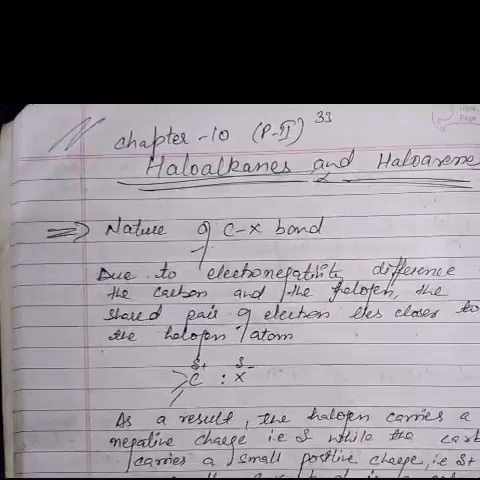 chapter -10 (P-II) 33
Haloalkanes and Haloarene
⇒ Nature of C-X bond
Due to electronegativity difference
the carbon and the halogen, the
shared pair of electron lies closer to
the halogen atom
δ+ δ-
C : X
As a result, the halogen carries a
negative charge i.e δ while the carb
carries a small positive charge, i.e δ+